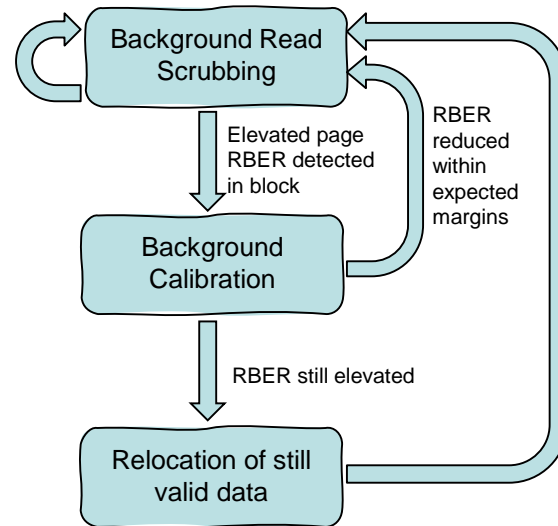 Background Read
Scrubbing
Elevated page
RBER detected
in block
RBER
reduced
within
expected
margins
Background
Calibration
RBER still elevated
Relocation of still
valid data